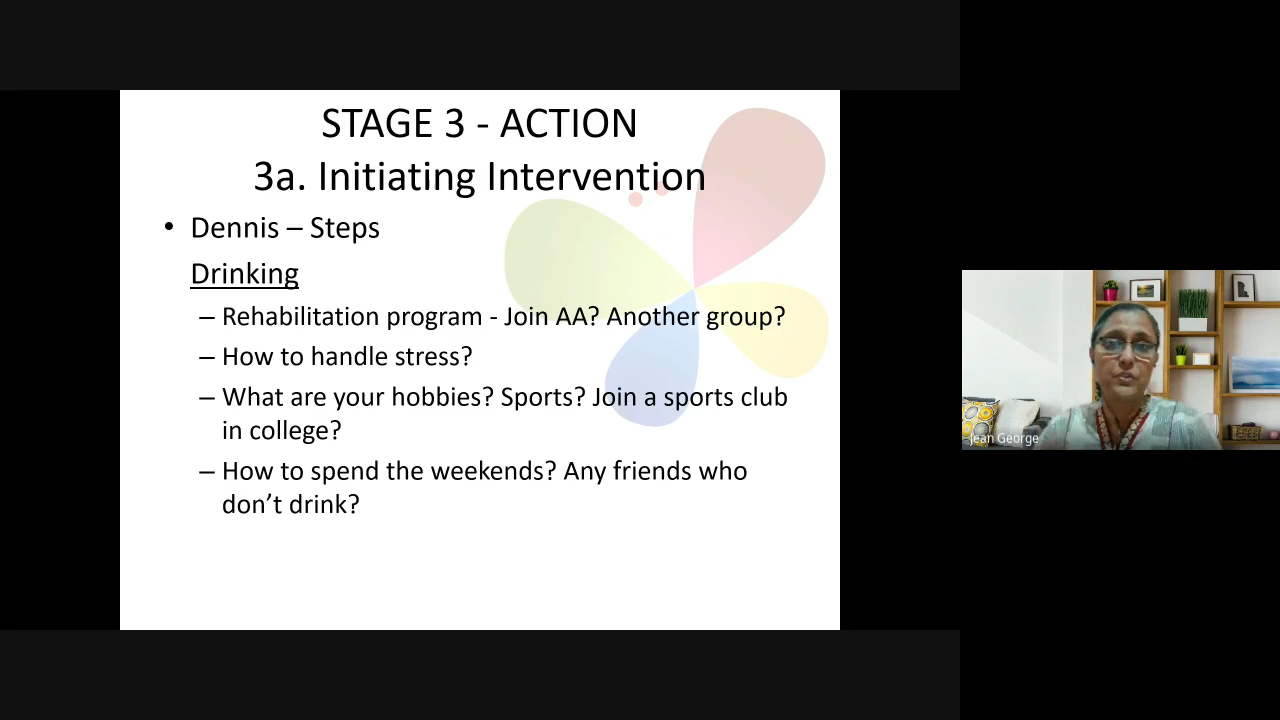 STAGE 3 - ACTION
3a. Initiating Intervention
• Dennis – Steps
Drinking
– Rehabilitation program - Join AA? Another group?
– How to handle stress?
– What are your hobbies? Sports? Join a sports club
in college?
– How to spend the weekends? Any friends who
don’t drink?
Jean George